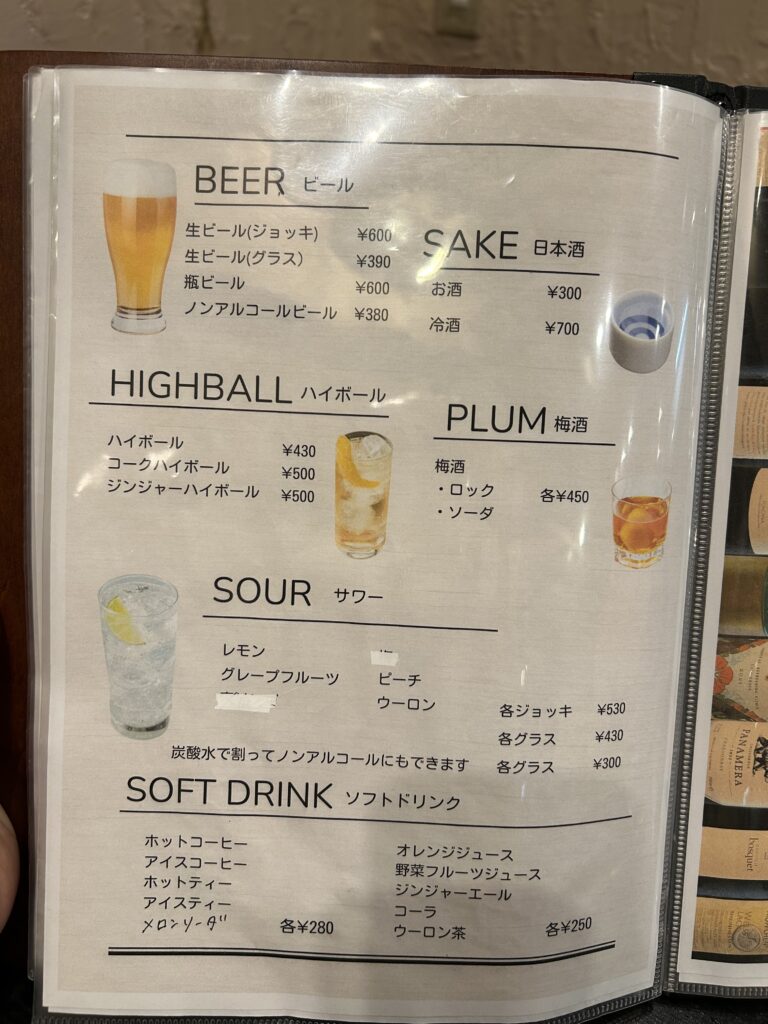 BEER ビール
生ビール(ジョッキ) ¥600
生ビール(グラス) ¥390
瓶ビール ¥600
ノンアルコールビール ¥380
SAKE 日本酒
お酒 ¥300
冷酒 ¥700
HIGHBALL ハイボール
ハイボール ¥430
コークハイボール ¥500
ジンジャーハイボール ¥500
PLUM 梅酒
梅酒
・ロック 各¥450
・ソーダ
SOUR サワー
レモン
グレープフルーツ ピーチ
ウーロン
各ジョッキ ¥530
各グラス ¥430
炭酸水で割ってノンアルコールにもできます 各グラス ¥300
SOFT DRINK ソフトドリンク
ホットコーヒー
アイスコーヒー
ホットティー
アイスティー
メロンソーダ 各¥280
オレンジジュース
野菜フルーツジュース
ジンジャーエール
コーラ
ウーロン茶 各¥250
PANAMERA
bosquet